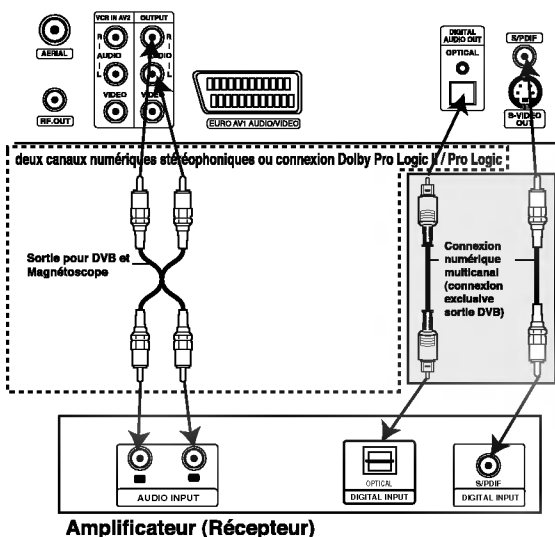 VCR IN AV2 OUTPUT
AERIAL
R R
AUDIO AUDIO
L L
VIDEO VIDEO
RF.OUT
EURO AV1 AUDIO/VIDEO
DIGITAL
AUDIO OUT
OPTICAL
S/PDIF
S-VIDEO
OUT
deux canaux numériques stéréophoniques ou connexion Dolby Pro Logic II / Pro Logic
Sortie pour DVB et
Magnétoscope
Connexion
numérique
multicanal
(connexion
exclusive
sortie DVB)
AUDIO INPUT
OPTICAL
DIGITAL INPUT
S/PDIF
DIGITAL INPUT
Amplificateur (Récepteur)